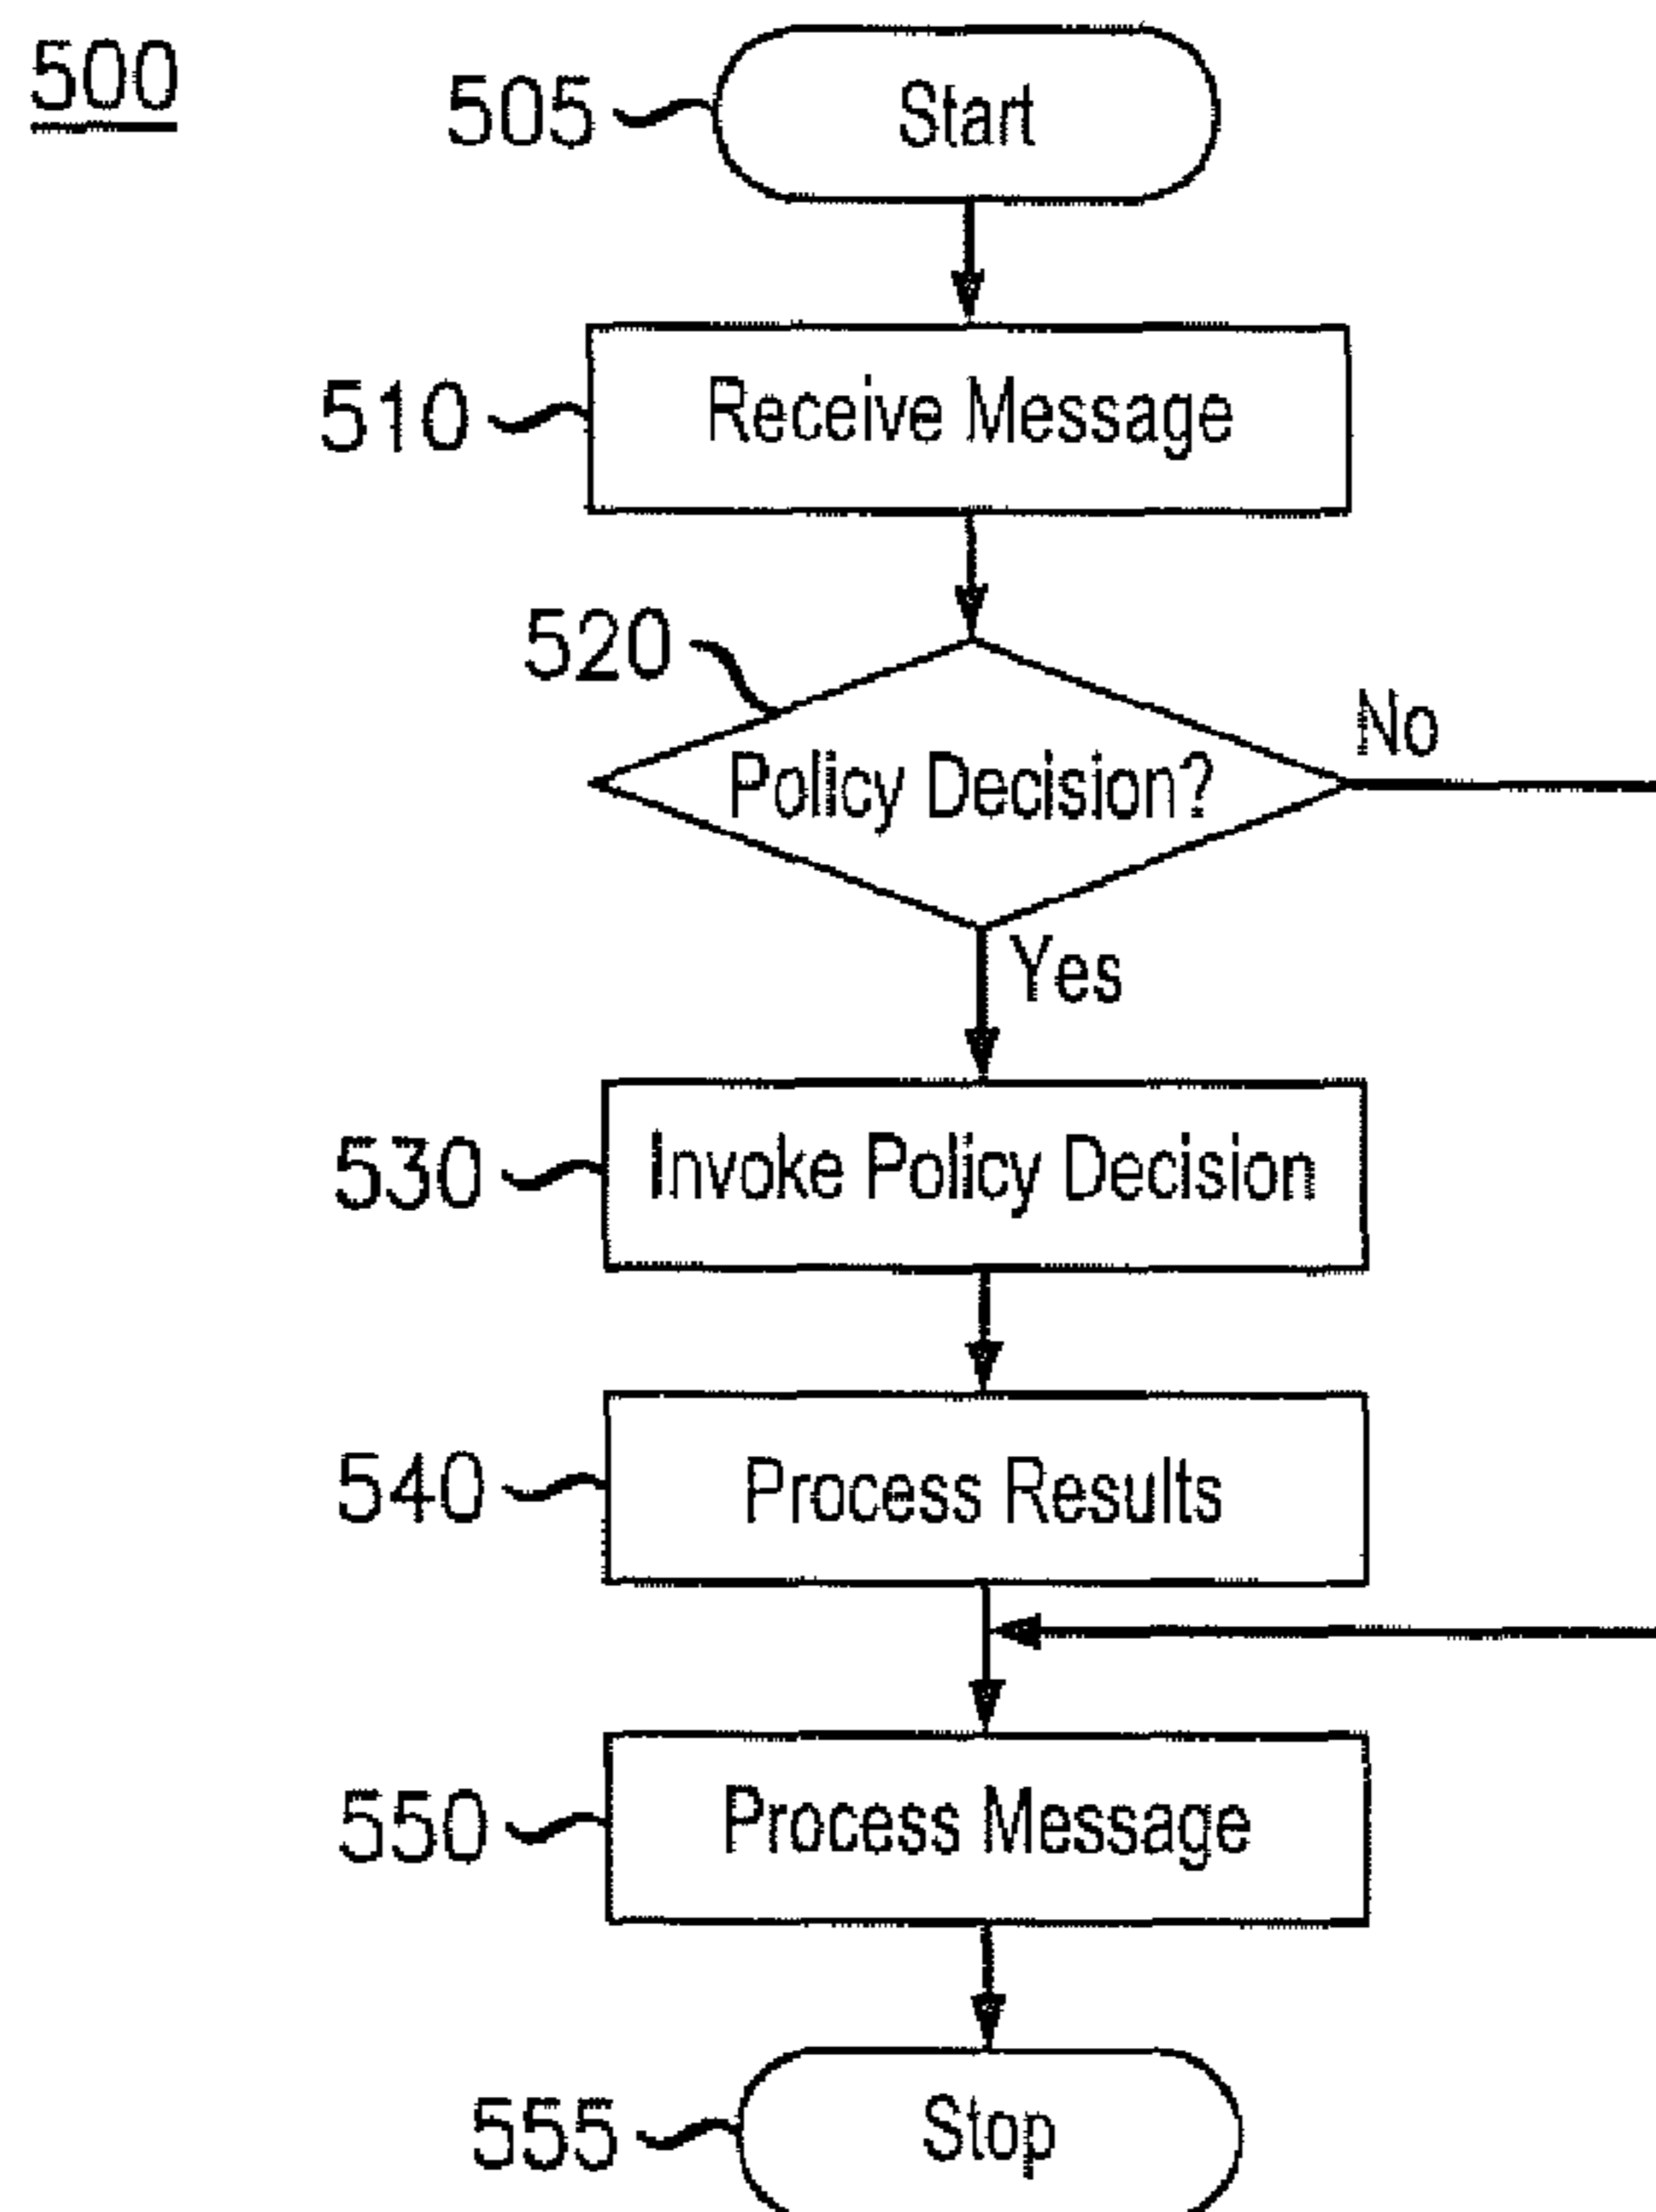 500
505 Start
510 Receive Message
520
Policy Decision?
No
Yes
530 Invoke Policy Decision
540 Process Results
550 Process Message
555 Stop